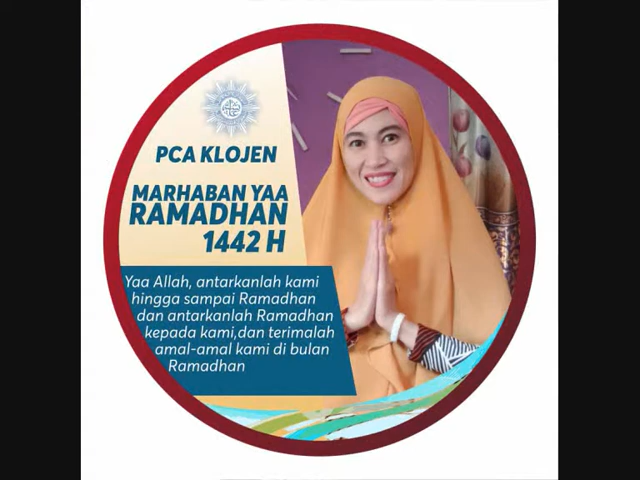 PCA KLOJEN
MARHABAN YAA
RAMADHAN
1442 H
Yaa Allah, antarkanlah kami
hingga sampai Ramadhan
dan antarkanlah Ramadhan
kepada kami,dan terimalah
amal-amal kami di bulan
Ramadhan